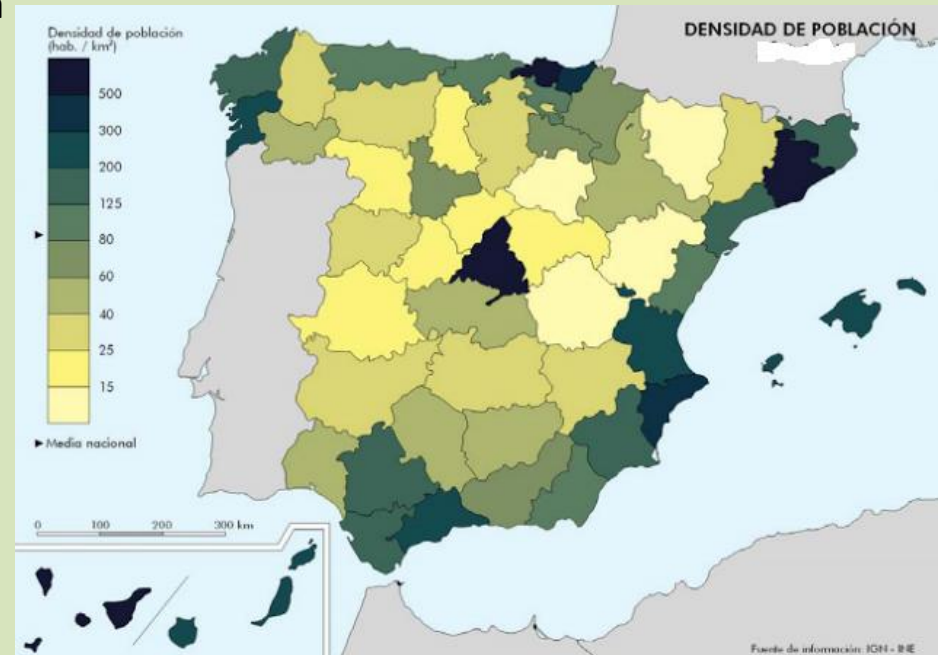 DENSIDAD DE POBLACIÓN
Densidad de población
(hab. / km²)
500
300
200
125
80
60
40
25
15
Media nacional
0 100 200 300 km
Fuente de información: IGN - INE